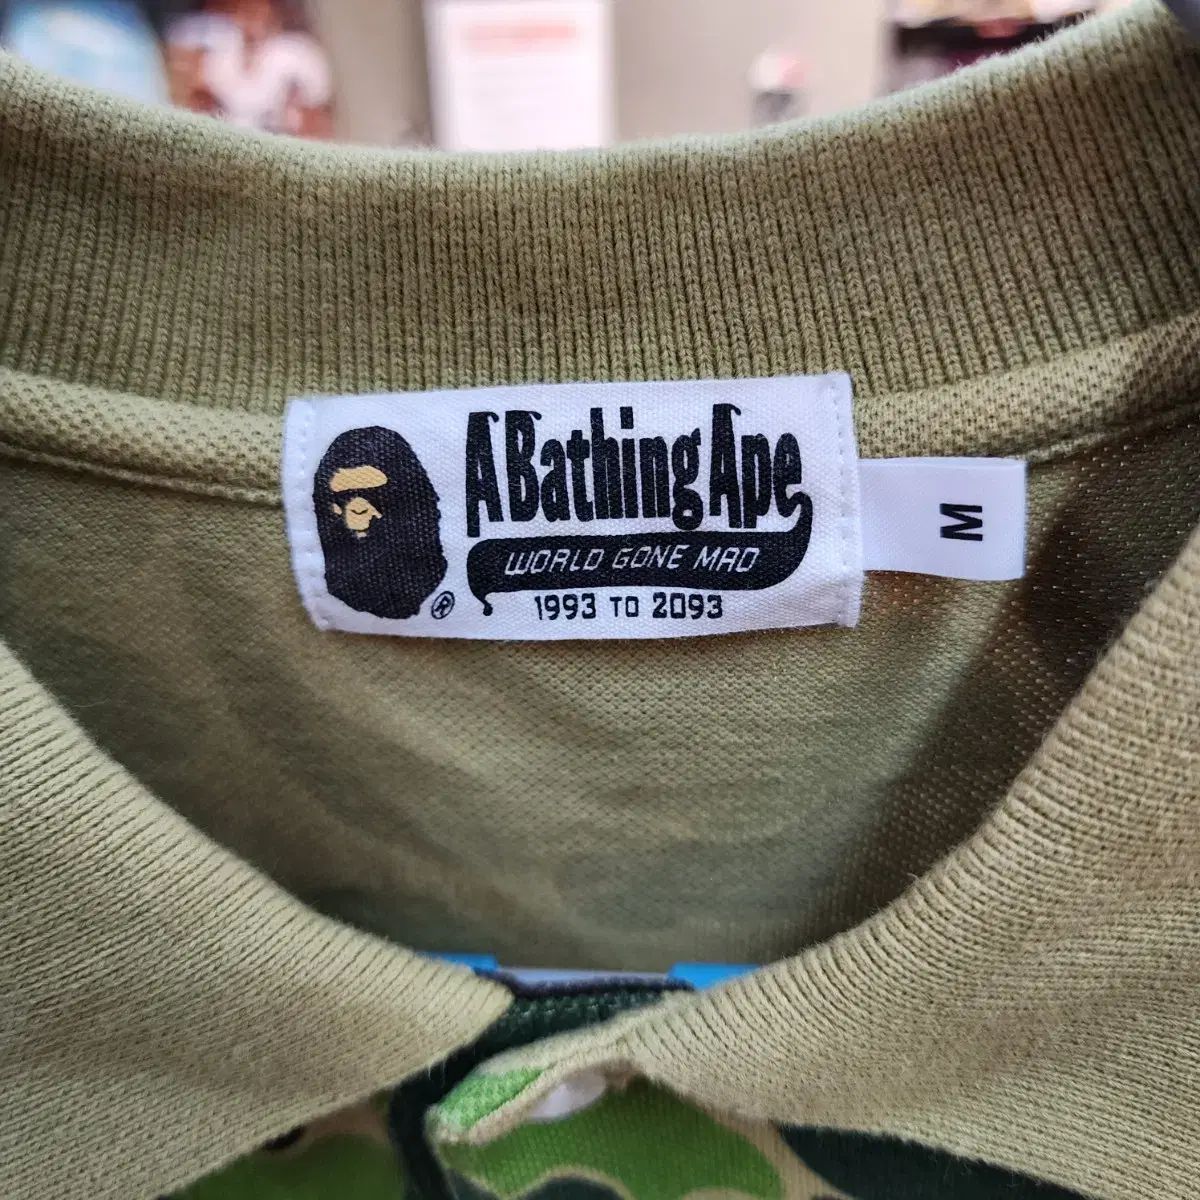 A Bathing Ape
WORLD GONE MAD
1993 TO 2093
®
M